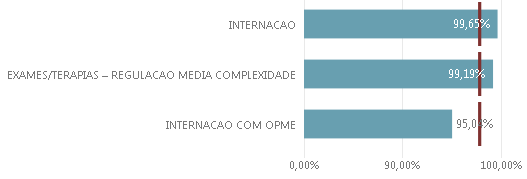 INTERNACAO 99,65%
EXAMES/TERAPIAS – REGULACAO MEDIA COMPLEXIDADE 99,19%
INTERNACAO COM OPME
0,00% 90,00% 100,00%